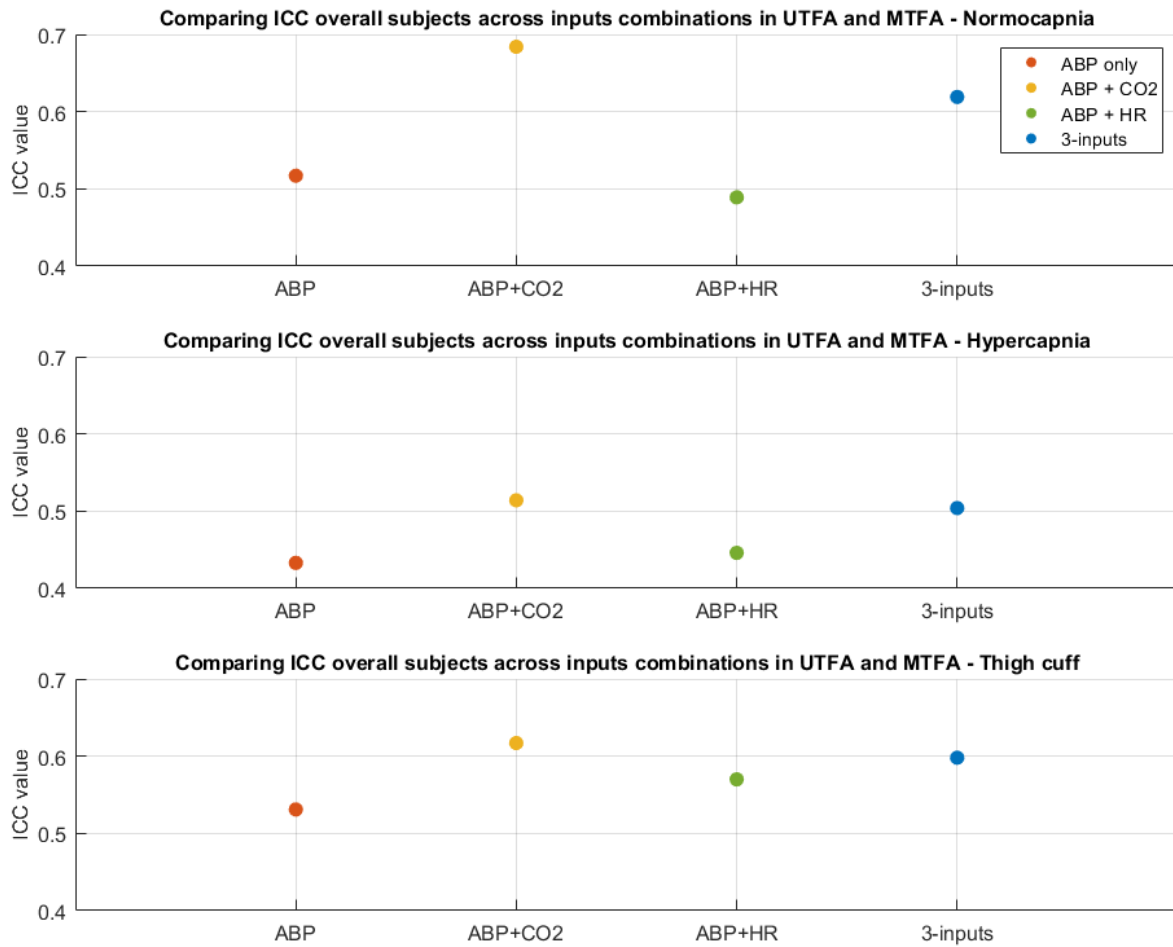 Comparing ICC overall subjects across inputs combinations in UTFA and MTFA - Normocapnia
0.7
0.6
0.5
0.4
ICC value
ABP only
ABP + CO2
ABP + HR
3-inputs
ABP
ABP+CO2
ABP+HR
3-inputs
Comparing ICC overall subjects across inputs combinations in UTFA and MTFA - Hypercapnia
0.7
0.6
0.5
0.4
ICC value
ABP
ABP+CO2
ABP+HR
3-inputs
Comparing ICC overall subjects across inputs combinations in UTFA and MTFA - Thigh cuff
0.7
0.6
0.5
0.4
ICC value
ABP
ABP+CO2
ABP+HR
3-inputs